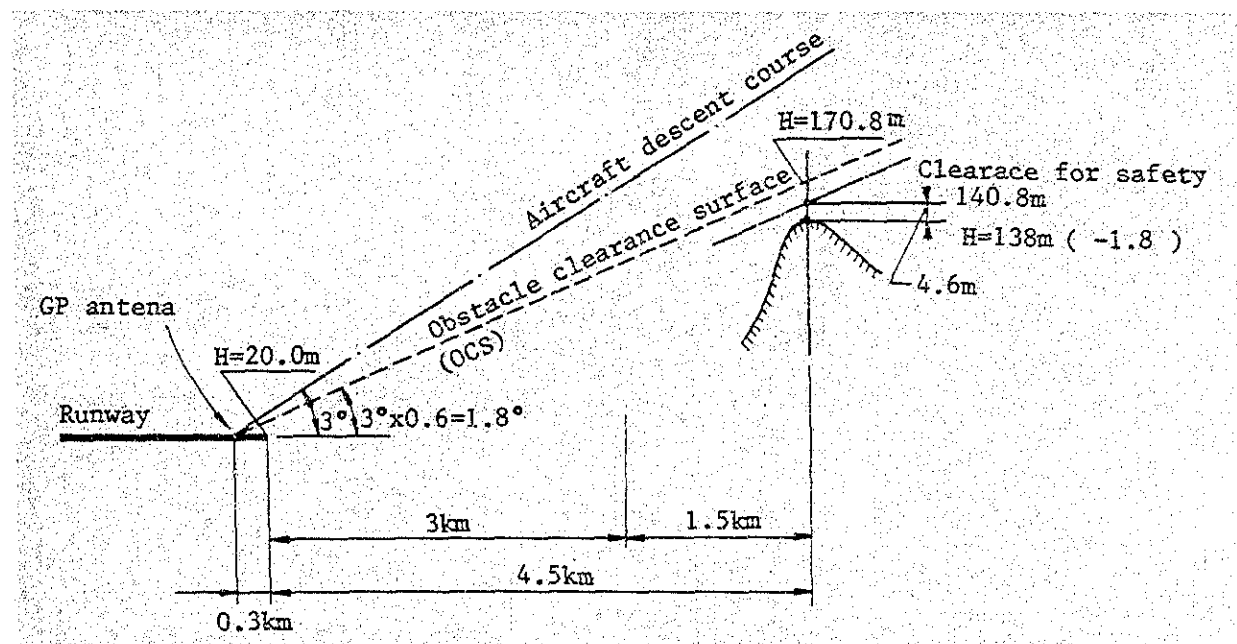 Aircraft descent course
H=170.8m
Clearace for safety
140.8m
H=138m ( -1.8 )
4.6m
Obstacle clearance surface
(OCS)
GP antena
H=20.0m
Runway
3°
3°x0.6=1.8°
3km
1.5km
4.5km
0.3km